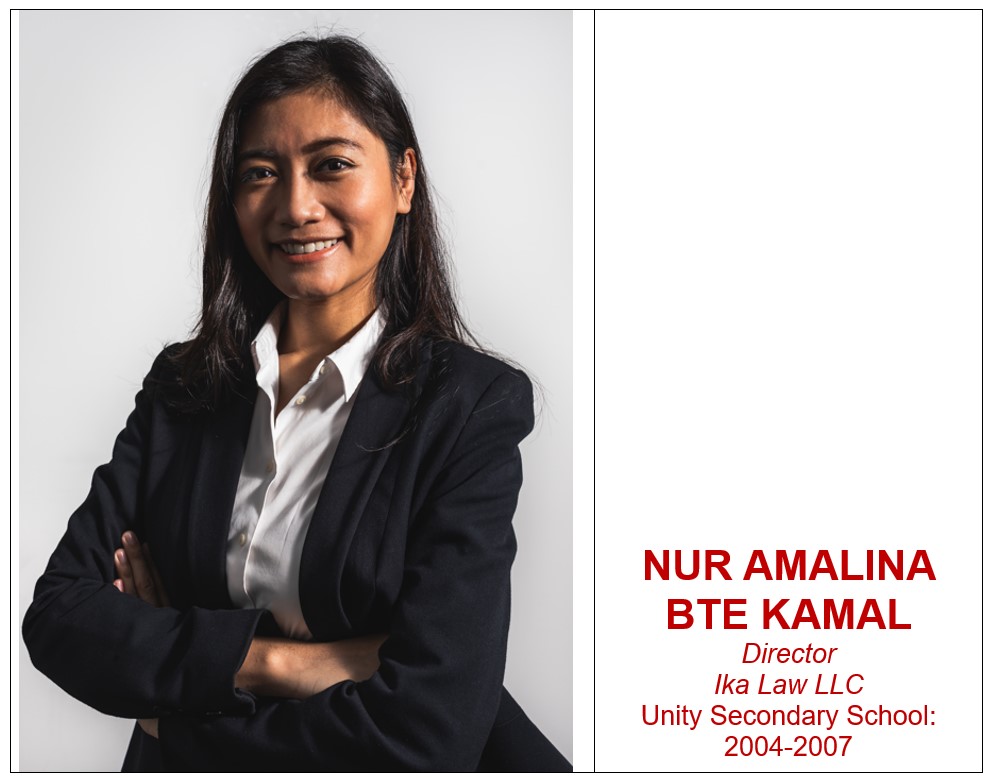 NUR AMALINA
BTE KAMAL
Director
Ika Law LLC
Unity Secondary School:
2004-2007